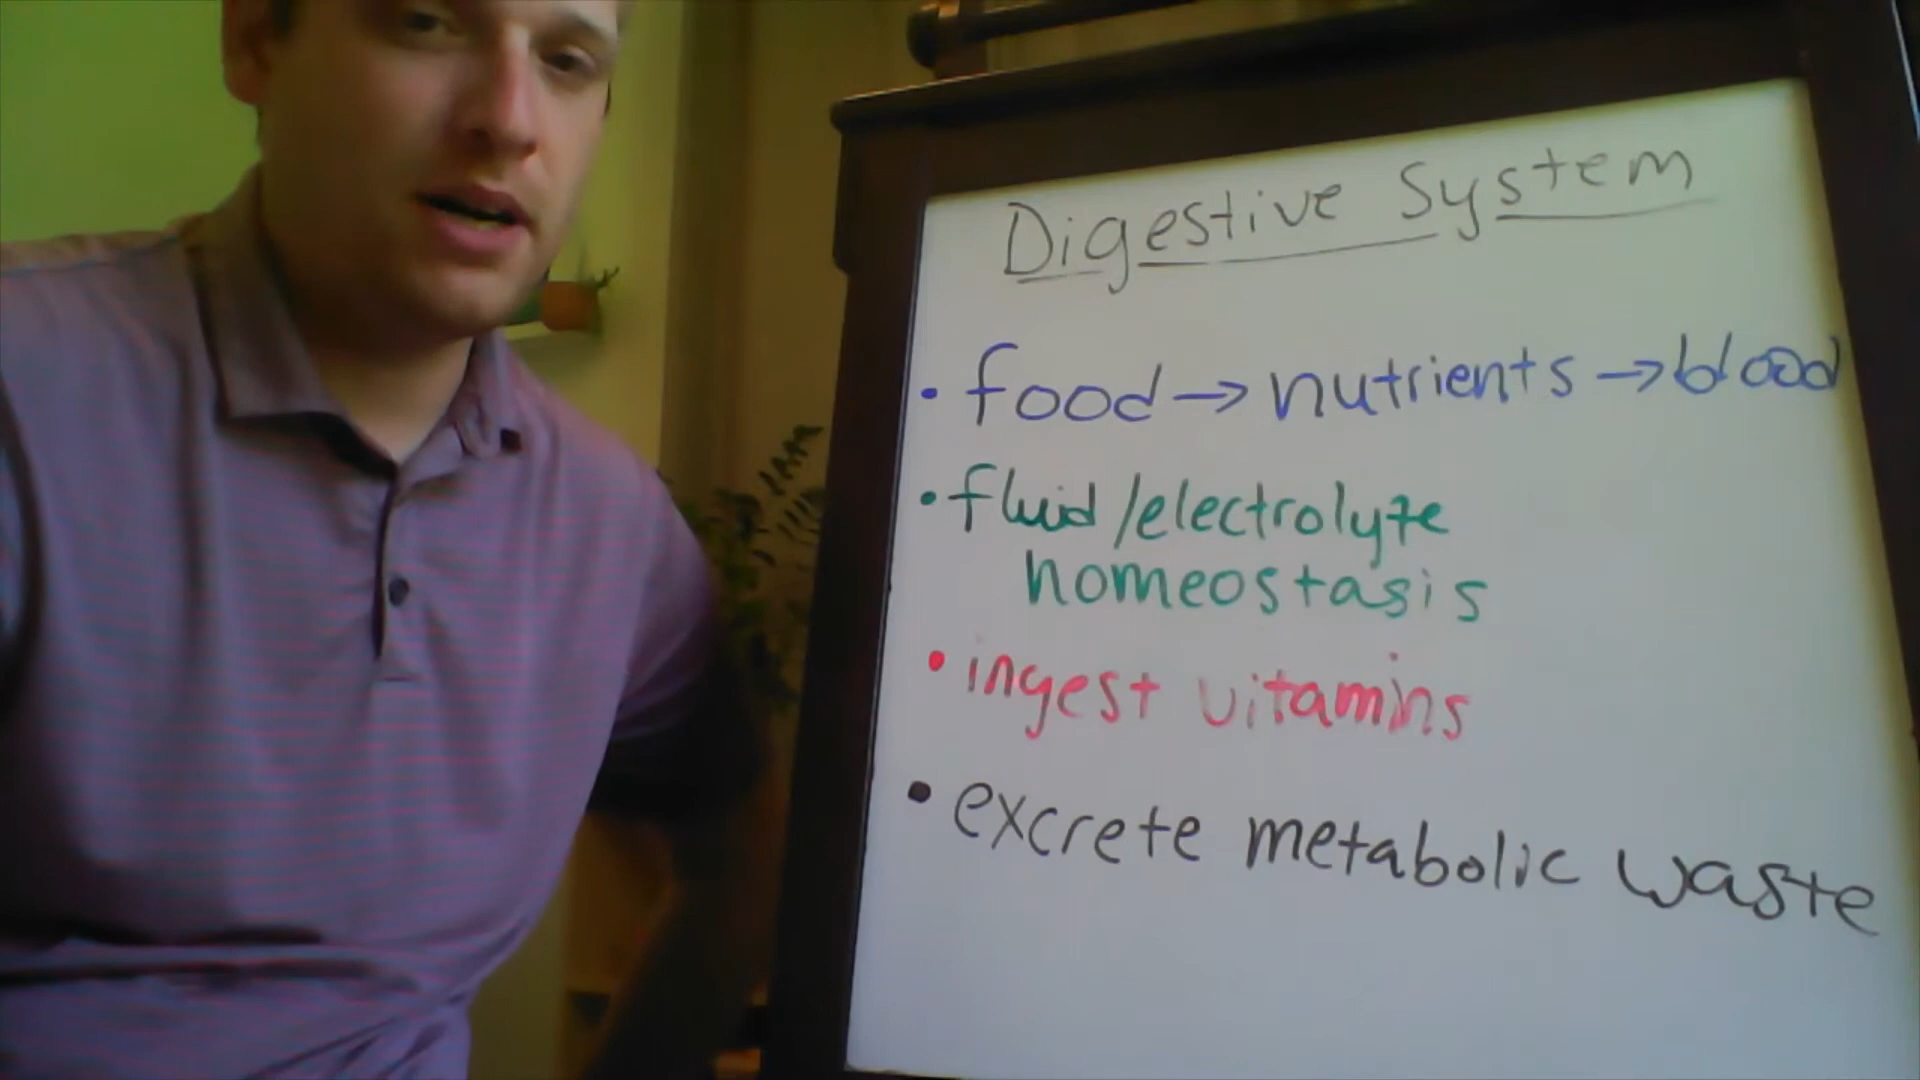 Digestive System
• food → nutrients → blood
• fluid/electrolyte
homeostasis
• ingest vitamins
• excrete metabolic waste